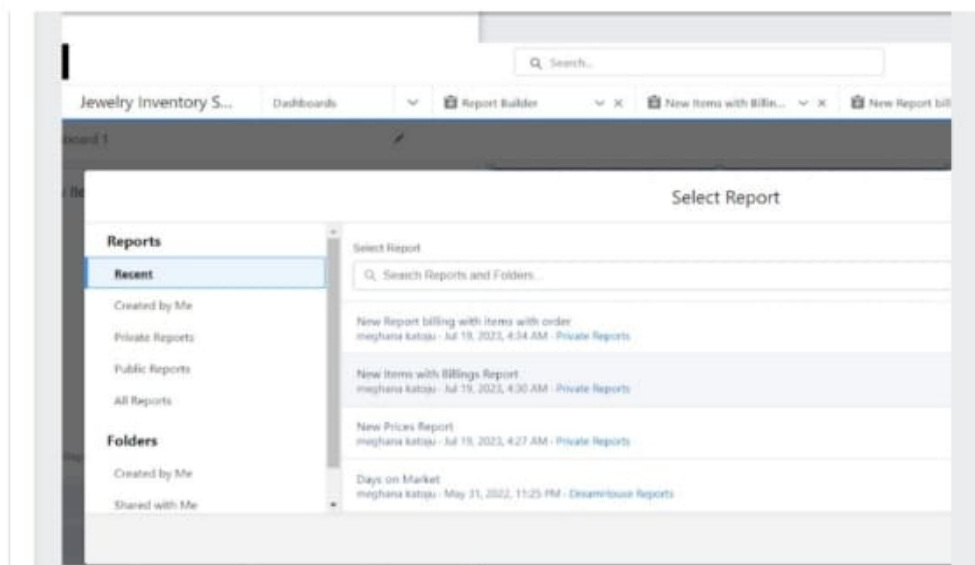 Search...
Jewelry Inventory S... Dashboards Report Builder New Items with Billin... New Report bill
board 1
Ite
Select Report
Reports
Recent
Created by Me
Private Reports
Public Reports
All Reports
Folders
Created by Me
Shared with Me
Select Report
Search Reports and Folders...
New Report billing with items with order
meghana katoju - Jul 19, 2023, 4:34 AM - Private Reports
New Items with Billings Report
meghana katoju - Jul 19, 2023, 4:30 AM - Private Reports
New Prices Report
meghana katoju - Jul 19, 2023, 4:27 AM - Private Reports
Days on Market
meghana katoju - May 31, 2022, 11:25 PM - DreamHouse Reports